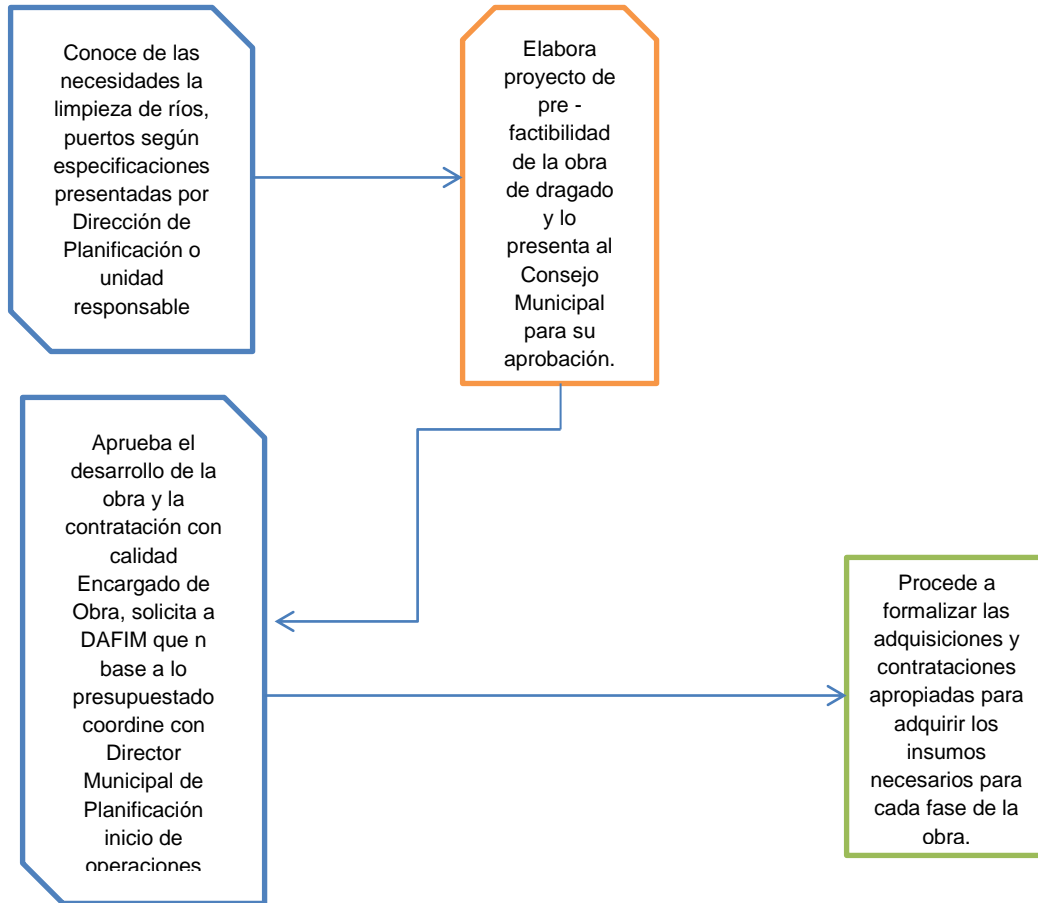 Conoce de las
necesidades la
limpieza de ríos,
puertos según
especificaciones
presentadas por
Dirección de
Planificación o
unidad
responsable
Elabora
proyecto de
pre -
factibilidad
de la obra
de dragado
y lo
presenta al
Consejo
Municipal
para su
aprobación.
Aprueba el
desarrollo de la
obra y la
contratación con
calidad
Encargado de
Obra, solicita a
DAFIM que n
base a lo
presupuestado
coordine con
Director
Municipal de
Planificación
inicio de
operaciones
Procede a
formalizar las
adquisiciones y
contrataciones
apropiadas para
adquirir los
insumos
necesarios para
cada fase de la
obra.